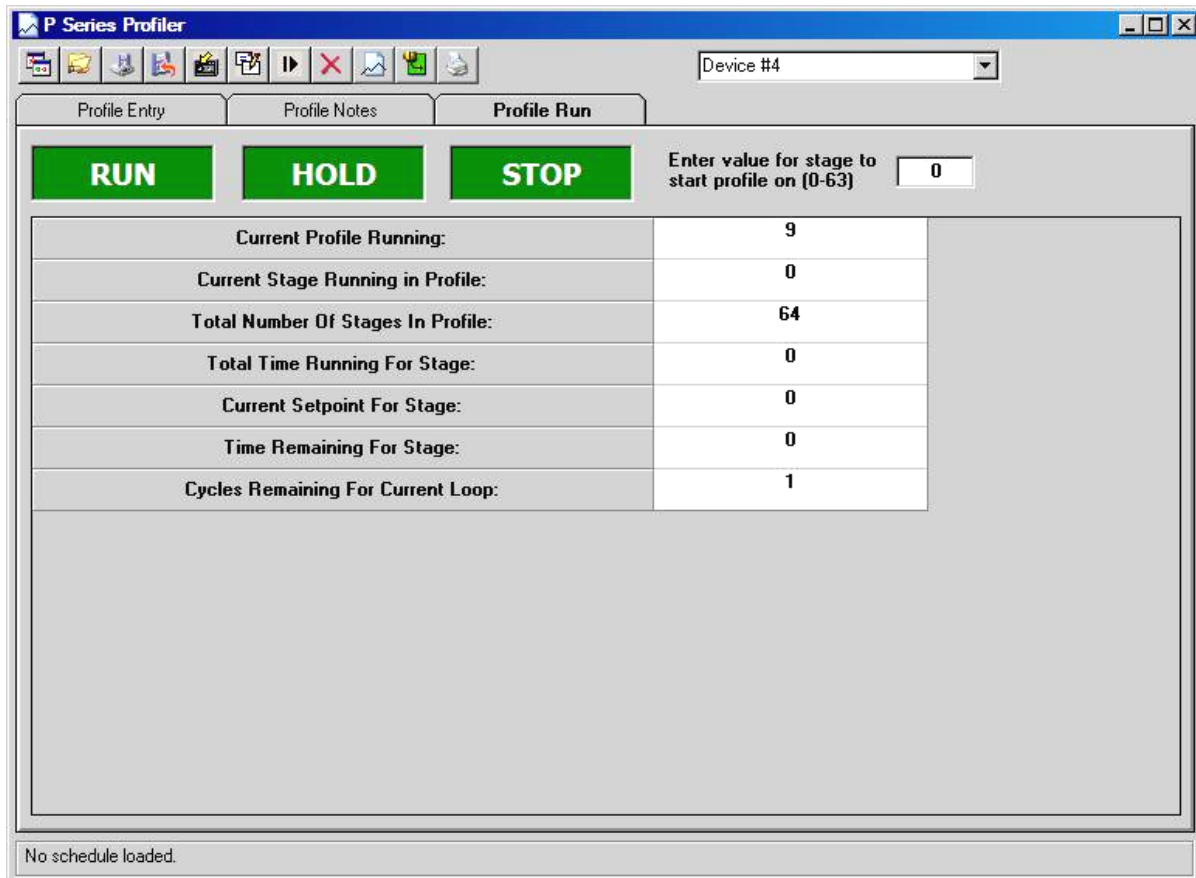 P Series Profiler
Device #4
Profile Entry
Profile Notes
Profile Run
RUN
HOLD
STOP
Enter value for stage to
start profile on (0-63)
0
Current Profile Running:
9
Current Stage Running in Profile:
0
Total Number Of Stages In Profile:
64
Total Time Running For Stage:
0
Current Setpoint For Stage:
0
Time Remaining For Stage:
0
Cycles Remaining For Current Loop:
1
No schedule loaded.